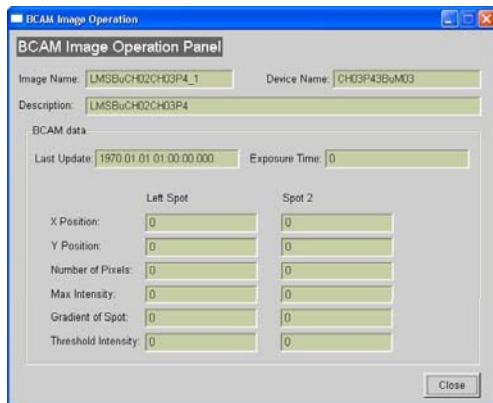 BCAM Image Operation
BCAM Image Operation Panel
Image Name: LMSBuCH02CH03P4_1 Device Name: CH03P43BuM03
Description: LMSBuCH02CH03P4
BCAM data
Last Update: 1970.01.01 01:00:00.000 Exposure Time: 0
Left Spot Spot 2
X Position: 0 0
Y Position: 0 0
Number of Pixels: 0 0
Max Intensity: 0 0
Gradient of Spot: 0 0
Threshold Intensity: 0 0
Close